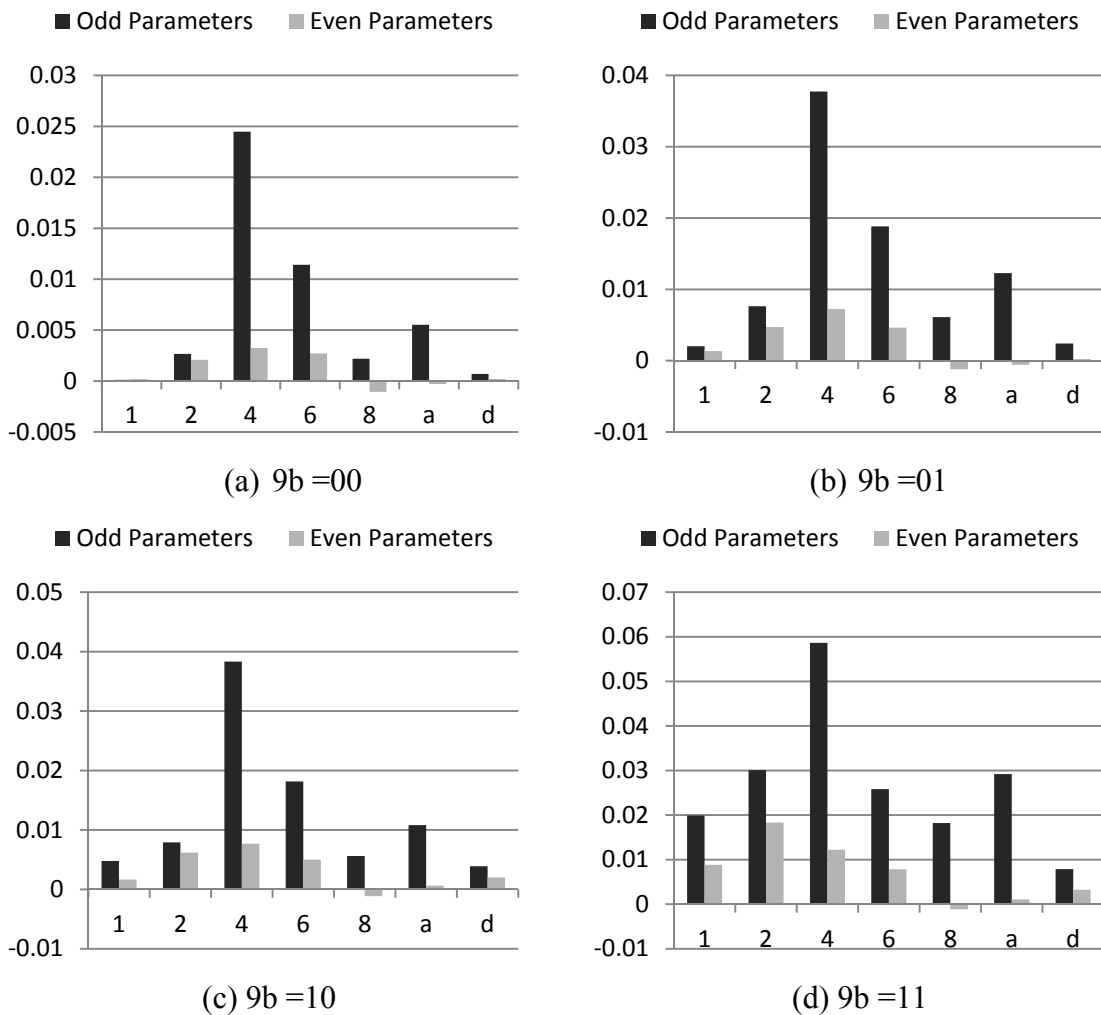 Odd Parameters Even Parameters
0.03
0.025
0.02
0.015
0.01
0.005
0
-0.005
1 2 4 6 8 a d
(a) 9b =00
Odd Parameters Even Parameters
0.04
0.03
0.02
0.01
0
-0.01
1 2 4 6 8 a d
(b) 9b =01
Odd Parameters Even Parameters
0.05
0.04
0.03
0.02
0.01
0
-0.01
1 2 4 6 8 a d
(c) 9b =10
Odd Parameters Even Parameters
0.07
0.06
0.05
0.04
0.03
0.02
0.01
0
-0.01
1 2 4 6 8 a d
(d) 9b =11